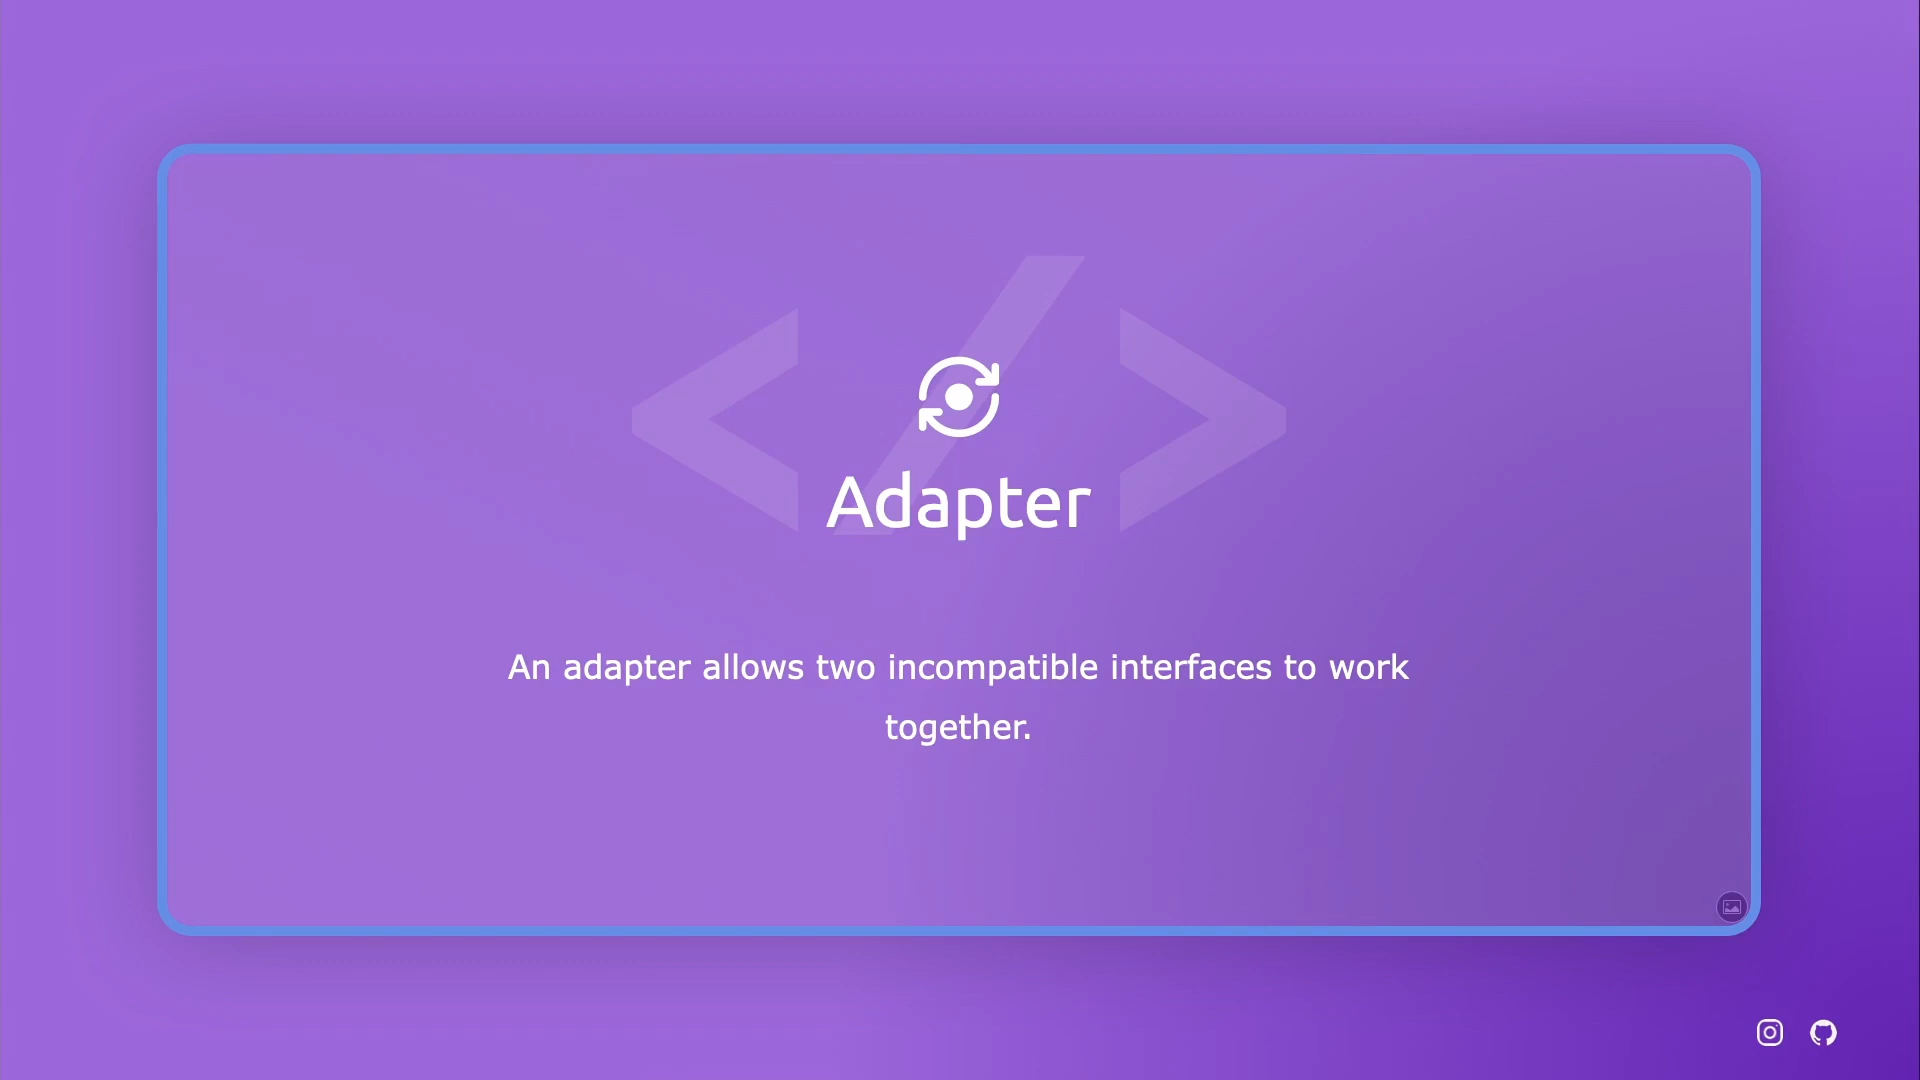 </>
Adapter
An adapter allows two incompatible interfaces to work
together.